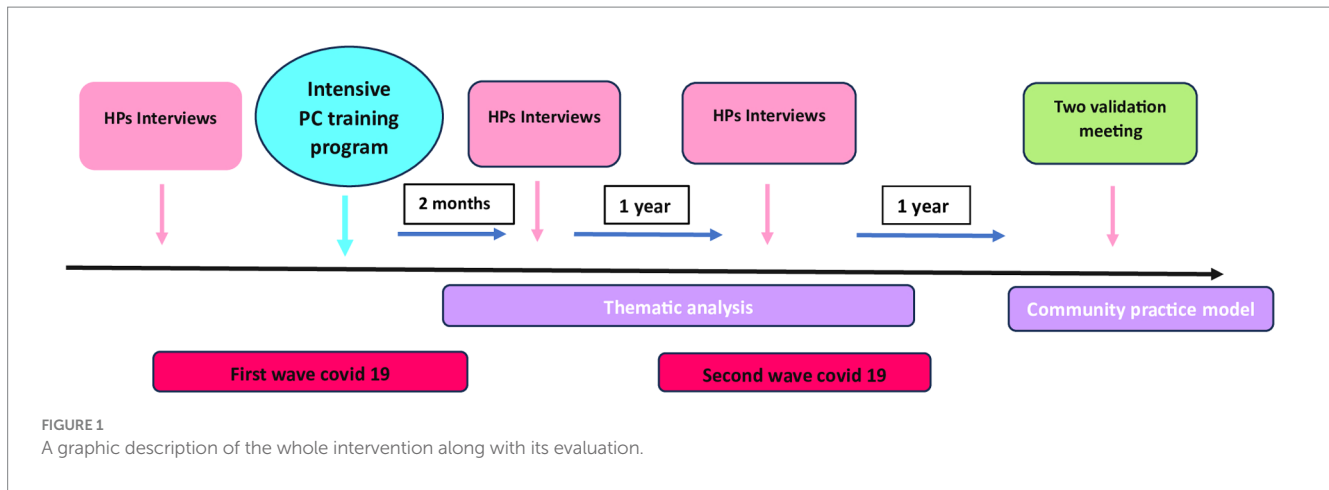 HPs Interviews
Intensive
PC training
program
HPs Interviews
HPs Interviews
Two validation
meeting
2 months
1 year
1 year
Thematic analysis
Community practice model
First wave covid 19
Second wave covid 19
FIGURE 1
A graphic description of the whole intervention along with its evaluation.